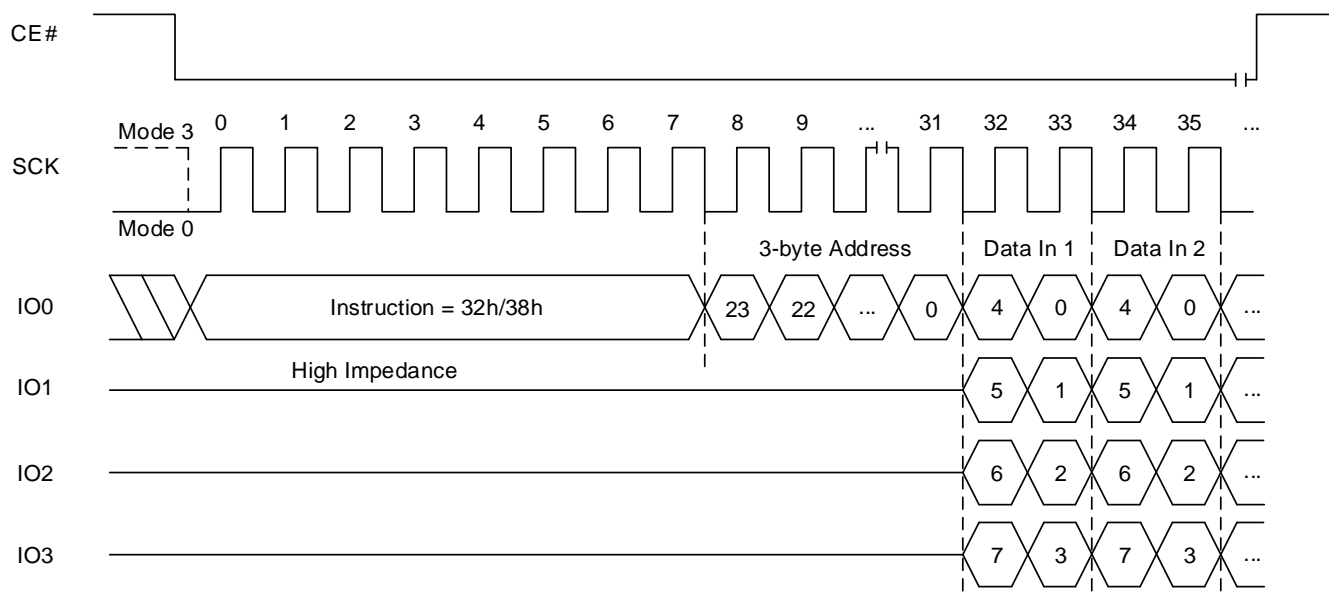 CE#
0 1 2 3 4 5 6 7 8 9 ... 31 32 33 34 35 ...
Mode 3
SCK
Mode 0
3-byte Address Data In 1 Data In 2
IO0 Instruction = 32h/38h 23 22 ... 0 4 0 4 0 ...
High Impedance
IO1 5 1 5 1 ...
IO2 6 2 6 2 ...
IO3 7 3 7 3 ...